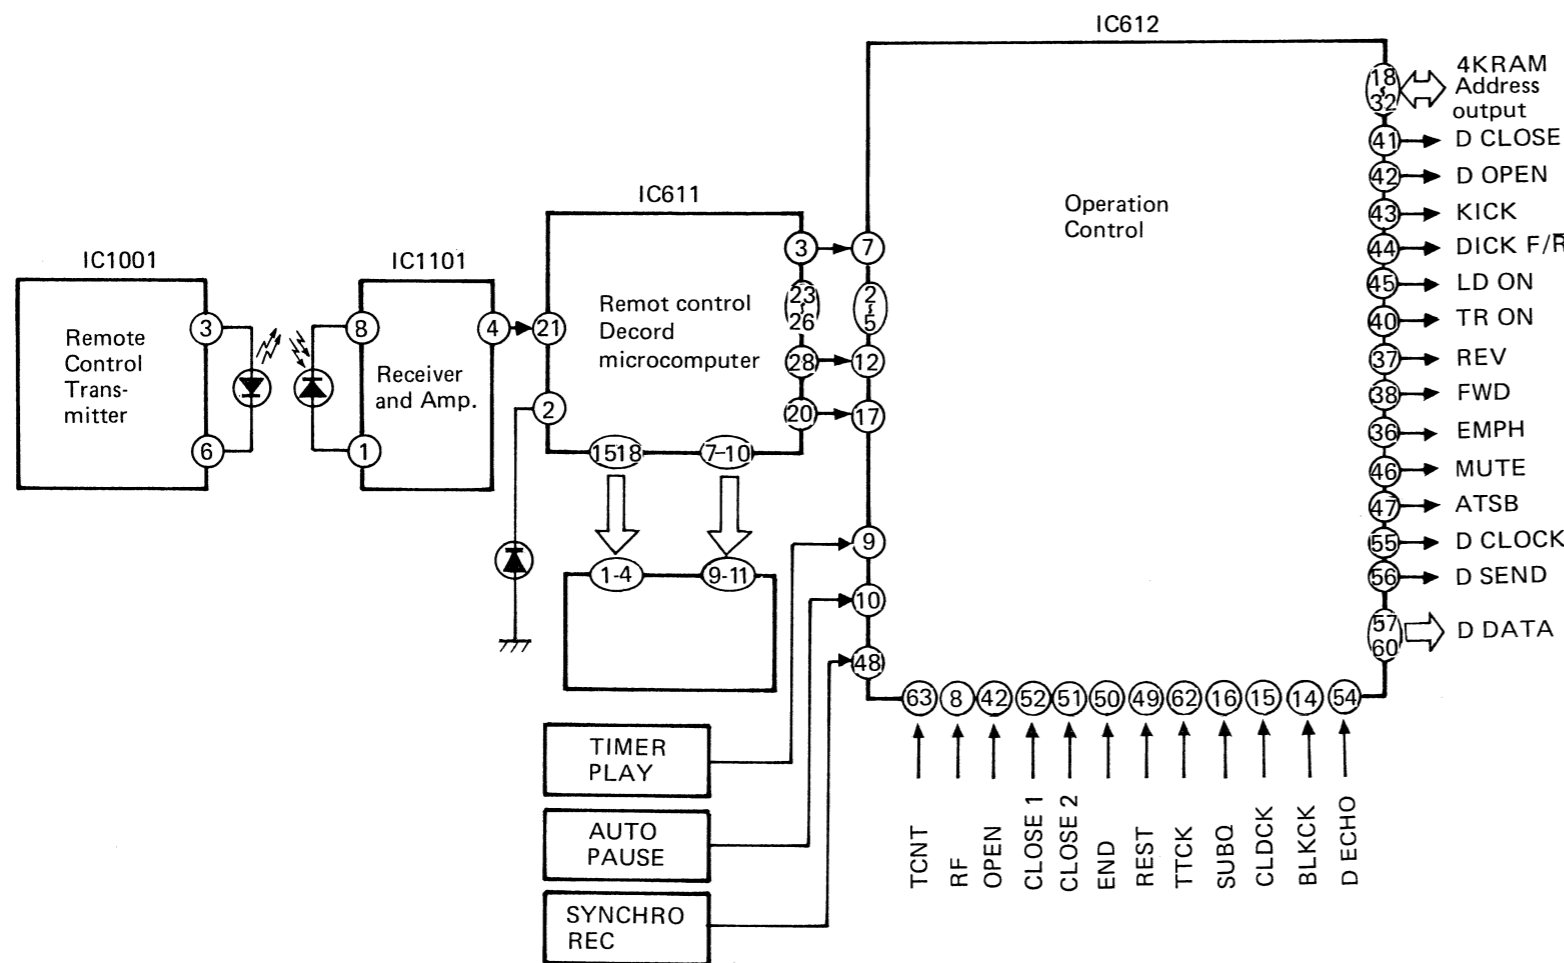 IC612
18
32
4KRAM
Address
output
41
D CLOSE
42
D OPEN
43
KICK
44
DICK F/R̅
45
LD ON
40
TR ON
37
REV
38
FWD
36
EMPH
46
MUTE
47
ATSB
55
D CLOCK
56
D SEND
57
60
D DATA
Operation
Control
7
2
5
12
17
9
10
48
63
8
42
52
51
50
49
62
16
15
14
54
TCNT
RF
OPEN
CLOSE 1
CLOSE 2
END
REST
TTCK
SUBQ
CLDCK
BLKCK
D ECHO
IC611
Remot control
Decord
microcomputer
3
23
26
28
20
21
2
1518
7-10
1-4
9-11
IC1101
Receiver
and Amp.
8
1
4
IC1001
Remote
Control
Trans-
mitter
3
6
TIMER
PLAY
AUTO
PAUSE
SYNCHRO
REC